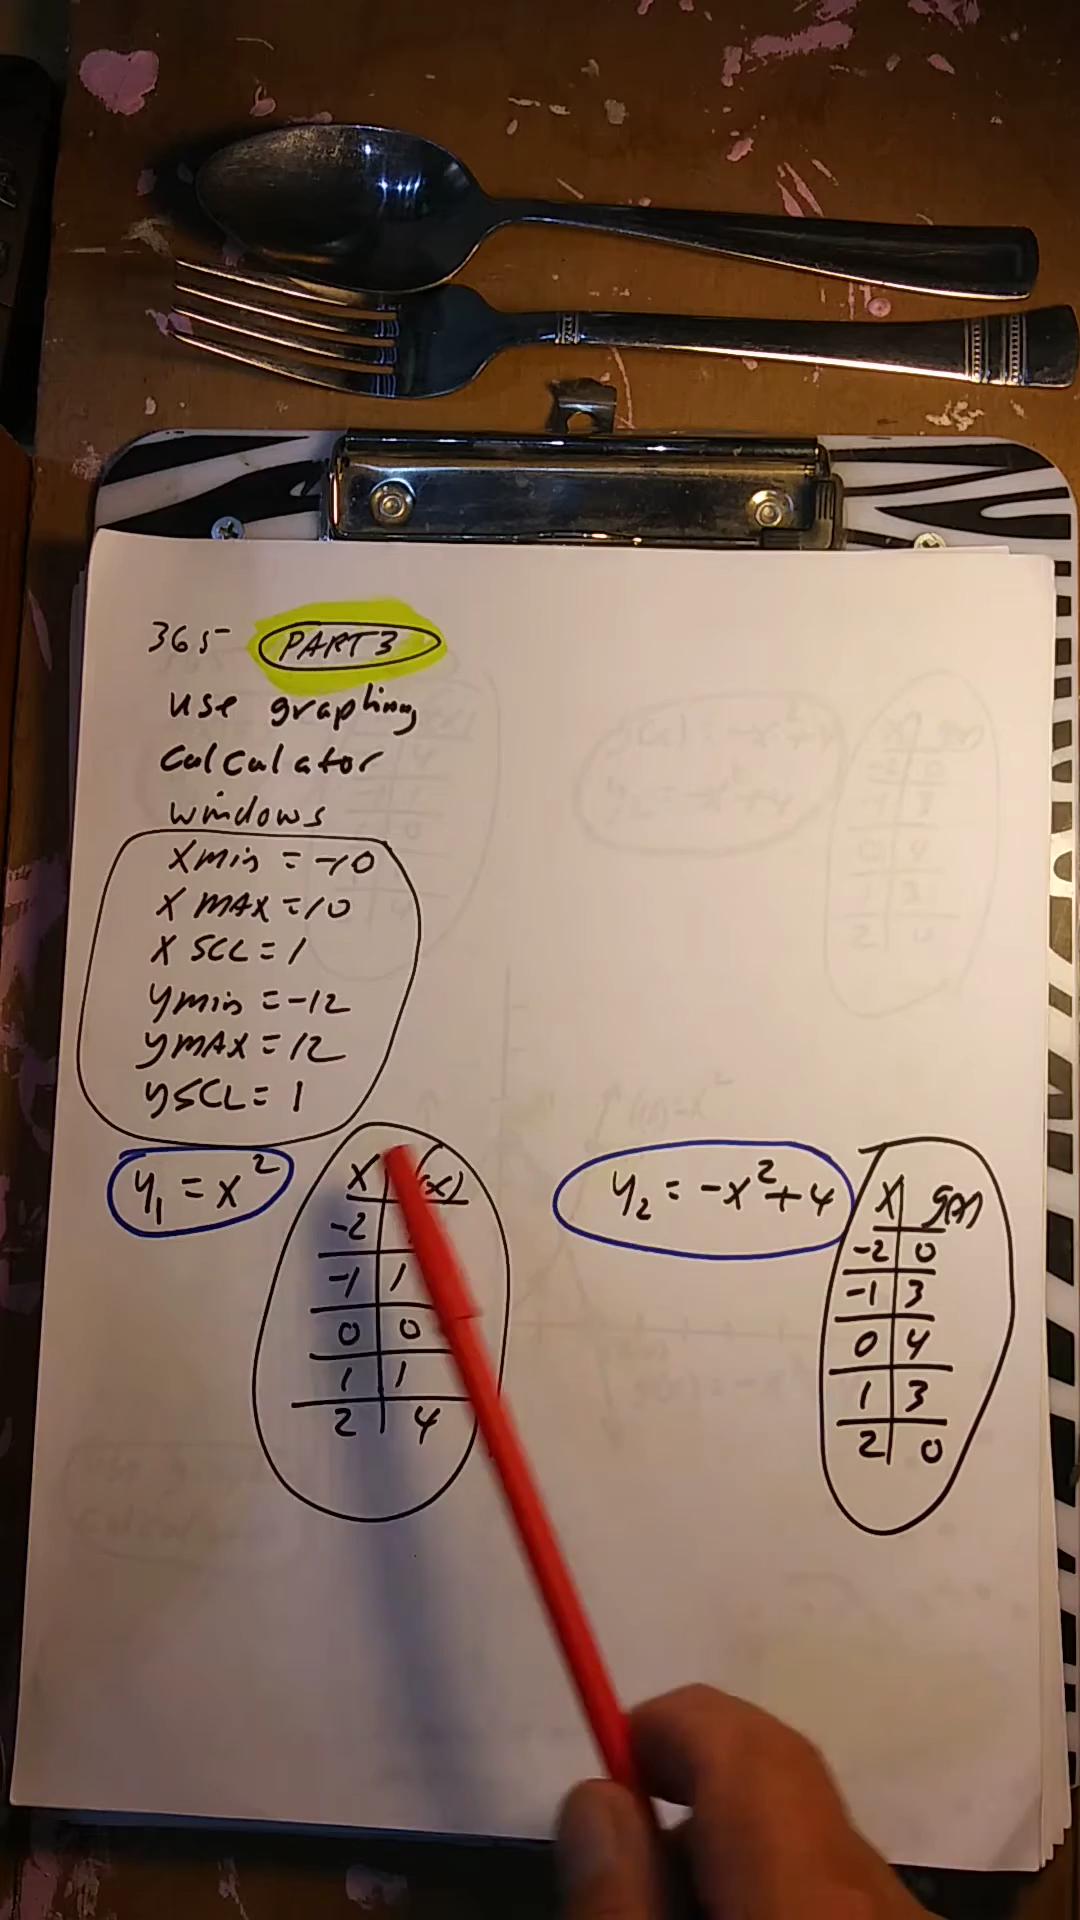 365 PART 3
use graphing
calculator
windows
Xmin = -10
X MAX = 10
X SCL = 1
ymin = -12
yMAX = 12
ySCL = 1
y₁ = x²
x (x)
-2
-1 1
0 0
1 1
2 4
y₂ = -x² + 4
x g(x)
-2 0
-1 3
0 4
1 3
2 0